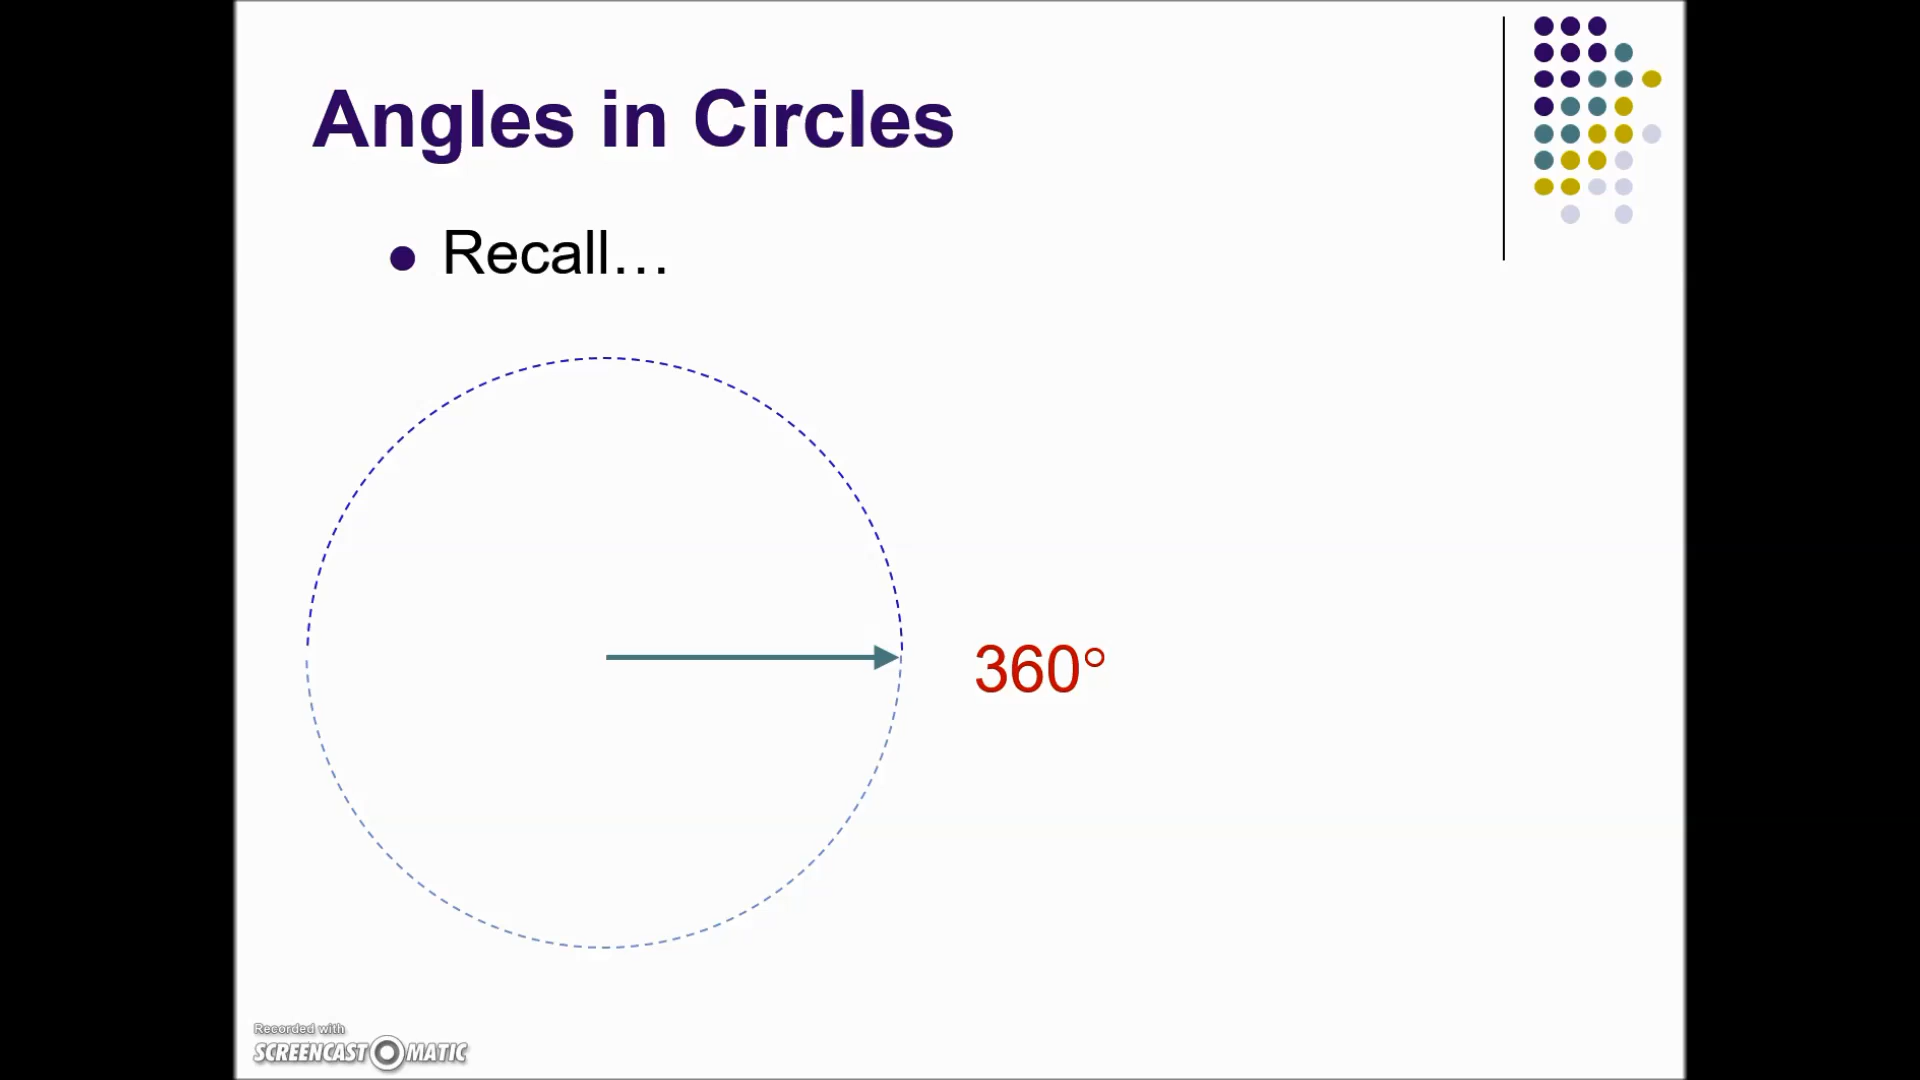 Angles in Circles
Recall…
360°
Recorded with
SCREENCAST-O-MATIC